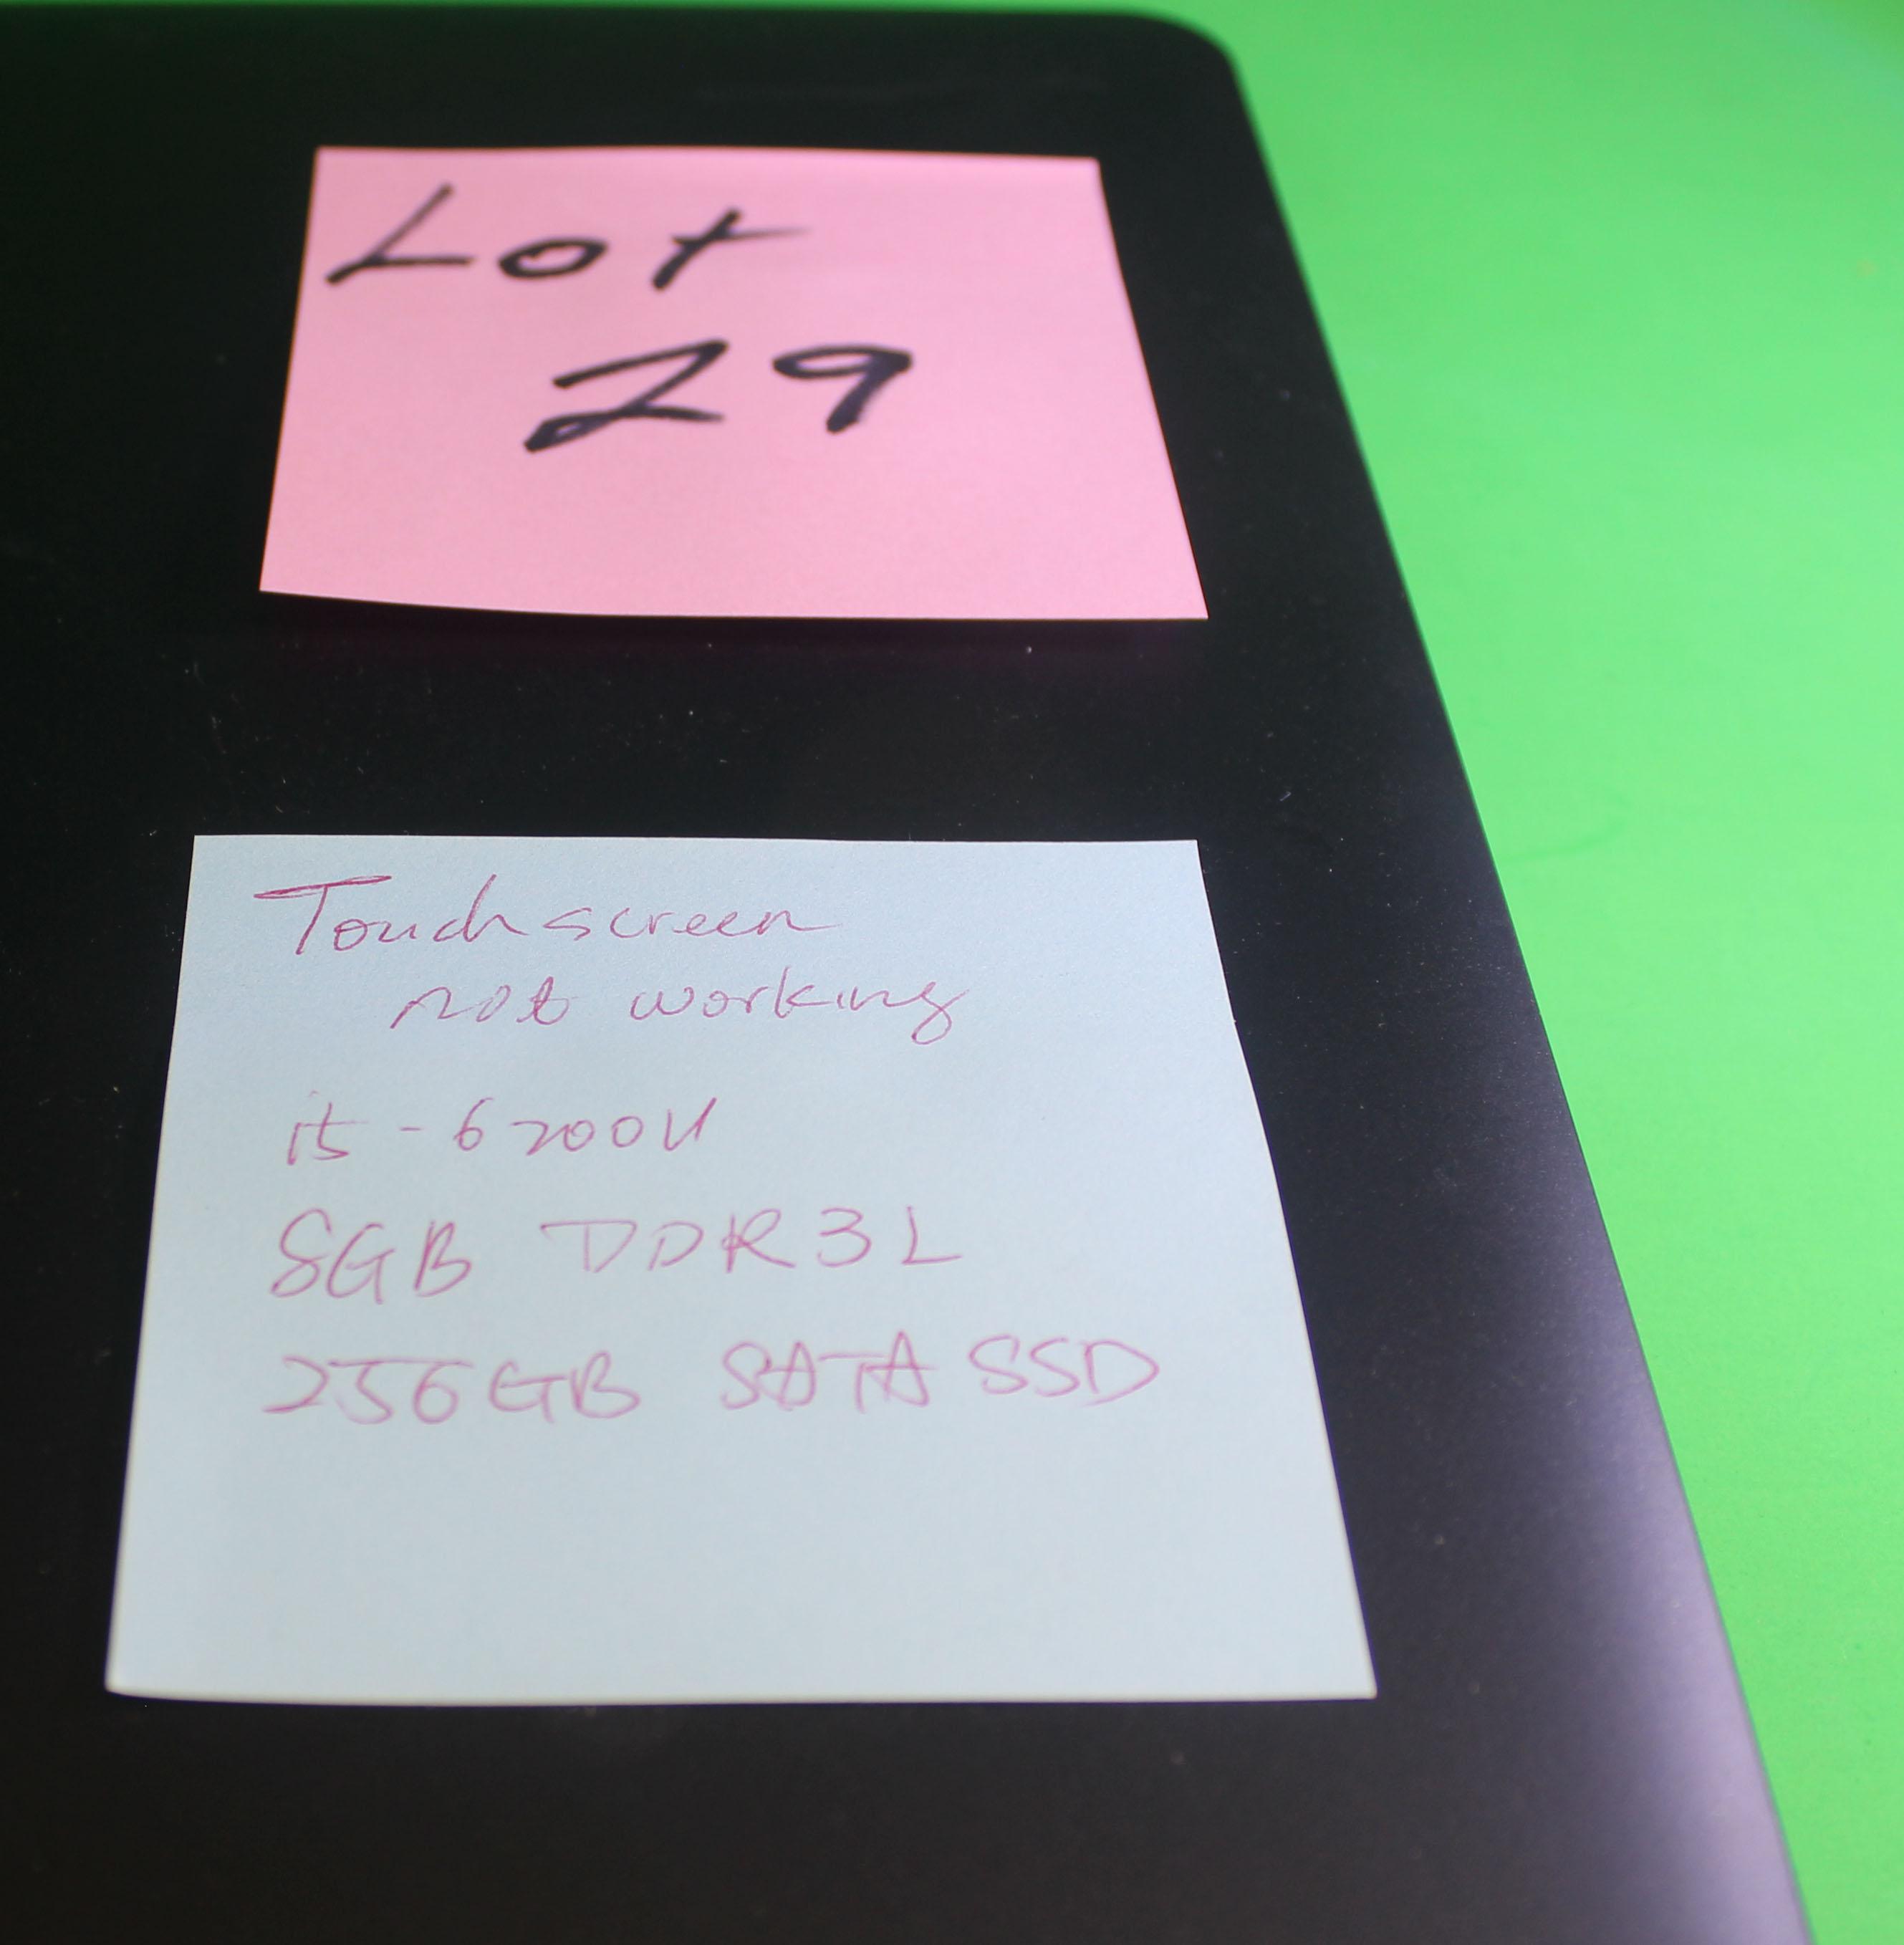 Lot
29
Touchscreen
not working
i5-6200U
8GB DDR3L
256GB SATA SSD